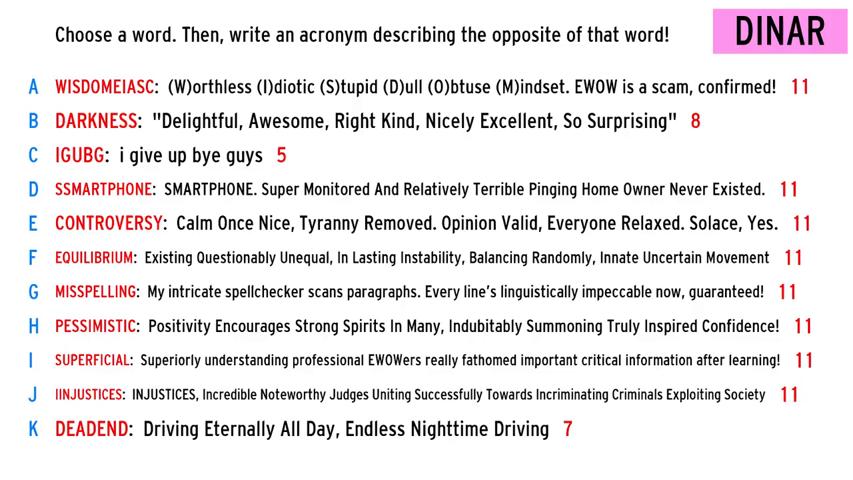 Choose a word. Then, write an acronym describing the opposite of that word!
DINAR
A WISDOMEIASC: (W)orthless (I)diotic (S)tupid (D)ull (O)btuse (M)indset. EWOW is a scam, confirmed! 11
B DARKNESS: "Delightful, Awesome, Right Kind, Nicely Excellent, So Surprising" 8
C IGUBG: i give up bye guys 5
D SSMARTPHONE: SMARTPHONE. Super Monitored And Relatively Terrible Pinging Home Owner Never Existed. 11
E CONTROVERSY: Calm Once Nice, Tyranny Removed. Opinion Valid, Everyone Relaxed. Solace, Yes. 11
F EQUILIBRIUM: Existing Questionably Unequal, In Lasting Instability, Balancing Randomly, Innate Uncertain Movement 11
G MISSPELLING: My intricate spellchecker scans paragraphs. Every line's linguistically impeccable now, guaranteed! 11
H PESSIMISTIC: Positivity Encourages Strong Spirits In Many, Indubitably Summoning Truly Inspired Confidence! 11
I SUPERFICIAL: Superiorly understanding professional EWOWers really fathomed important critical information after learning! 11
J IINJUSTICES: INJUSTICES, Incredible Noteworthy Judges Uniting Successfully Towards Incriminating Criminals Exploiting Society 11
K DEADEND: Driving Eternally All Day, Endless Nighttime Driving 7